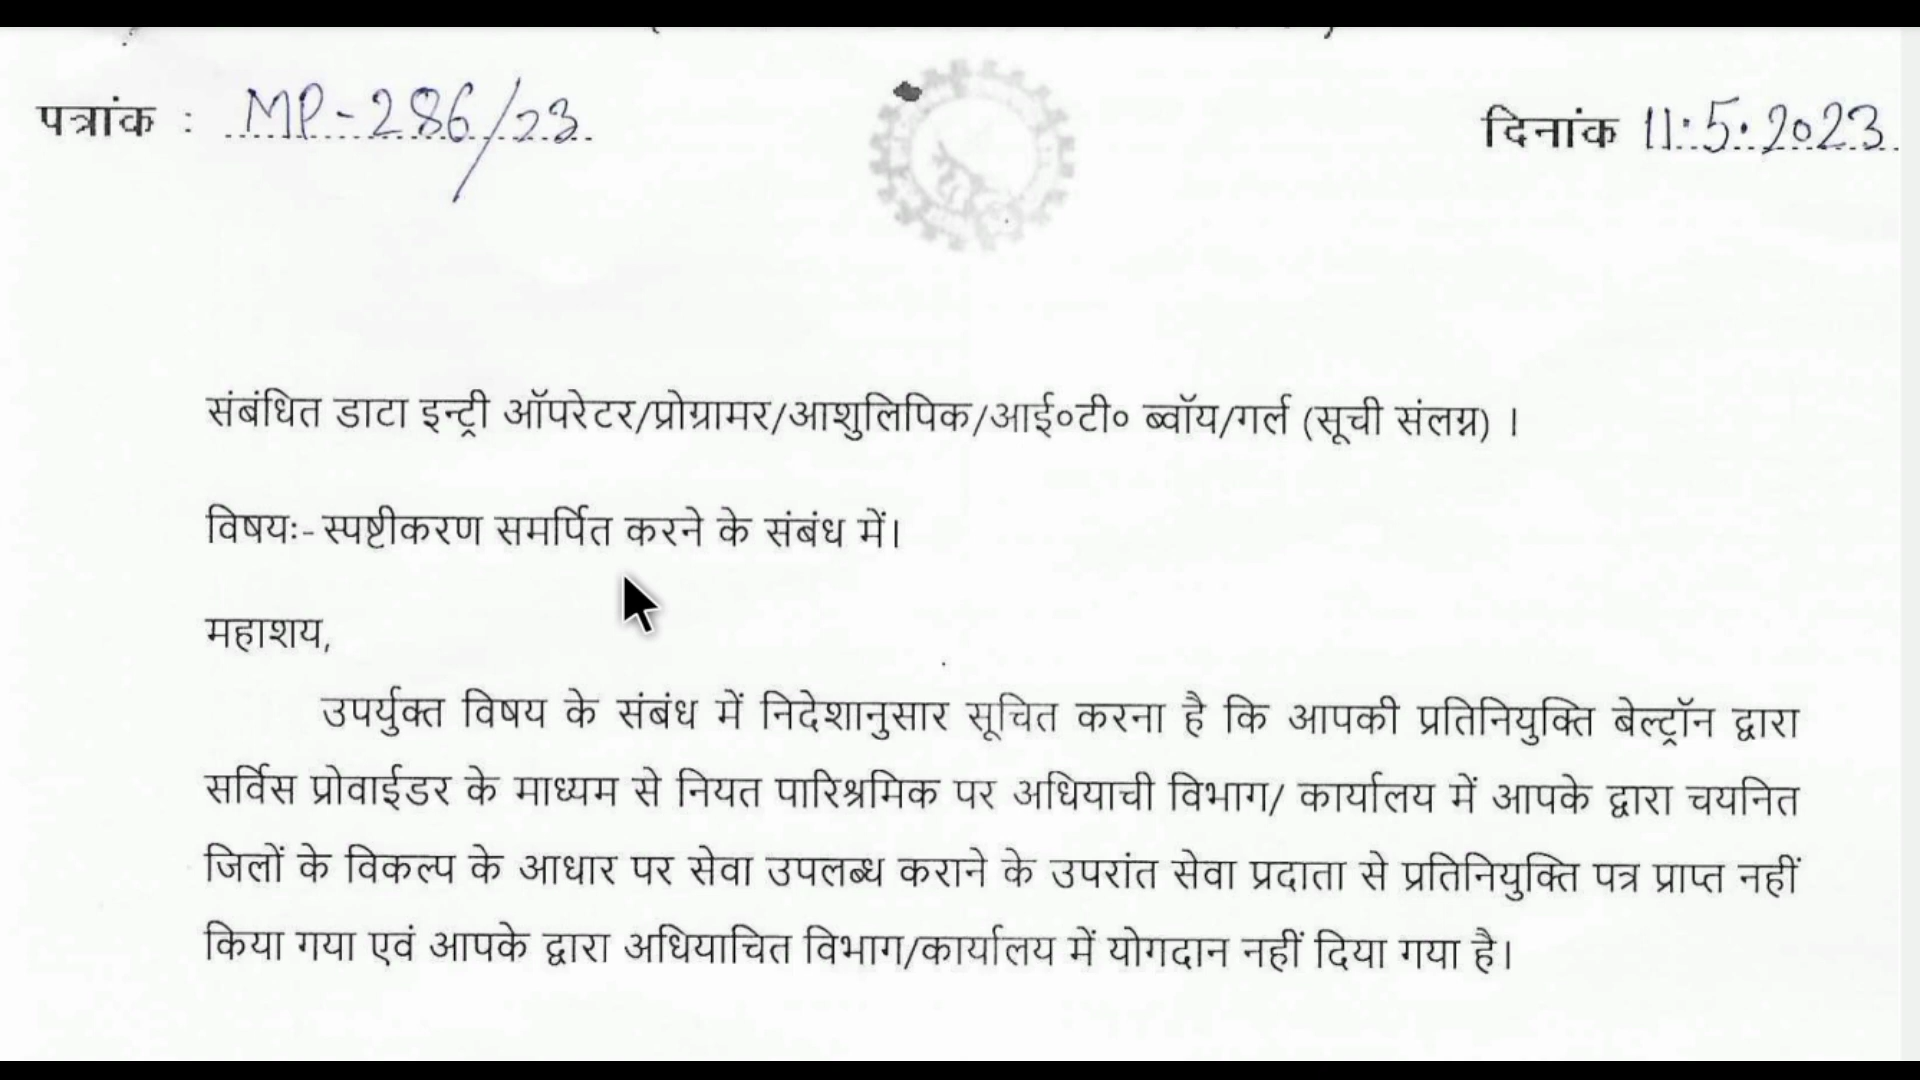 पत्रांक : MP-286/23
दिनांक 11.5.2023
संबंधित डाटा इन्ट्री ऑपरेटर/प्रोग्रामर/आशुलिपिक/आई०टी० ब्वॉय/गर्ल (सूची संलग्न) ।
विषयः- स्पष्टीकरण समर्पित करने के संबंध में।
महाशय,
उपर्युक्त विषय के संबंध में निदेशानुसार सूचित करना है कि आपकी प्रतिनियुक्ति बेल्ट्रॉन द्वारा
सर्विस प्रोवाईडर के माध्यम से नियत पारिश्रमिक पर अधियाची विभाग/ कार्यालय में आपके द्वारा चयनित
जिलों के विकल्प के आधार पर सेवा उपलब्ध कराने के उपरांत सेवा प्रदाता से प्रतिनियुक्ति पत्र प्राप्त नहीं
किया गया एवं आपके द्वारा अधियाचित विभाग/कार्यालय में योगदान नहीं दिया गया है।